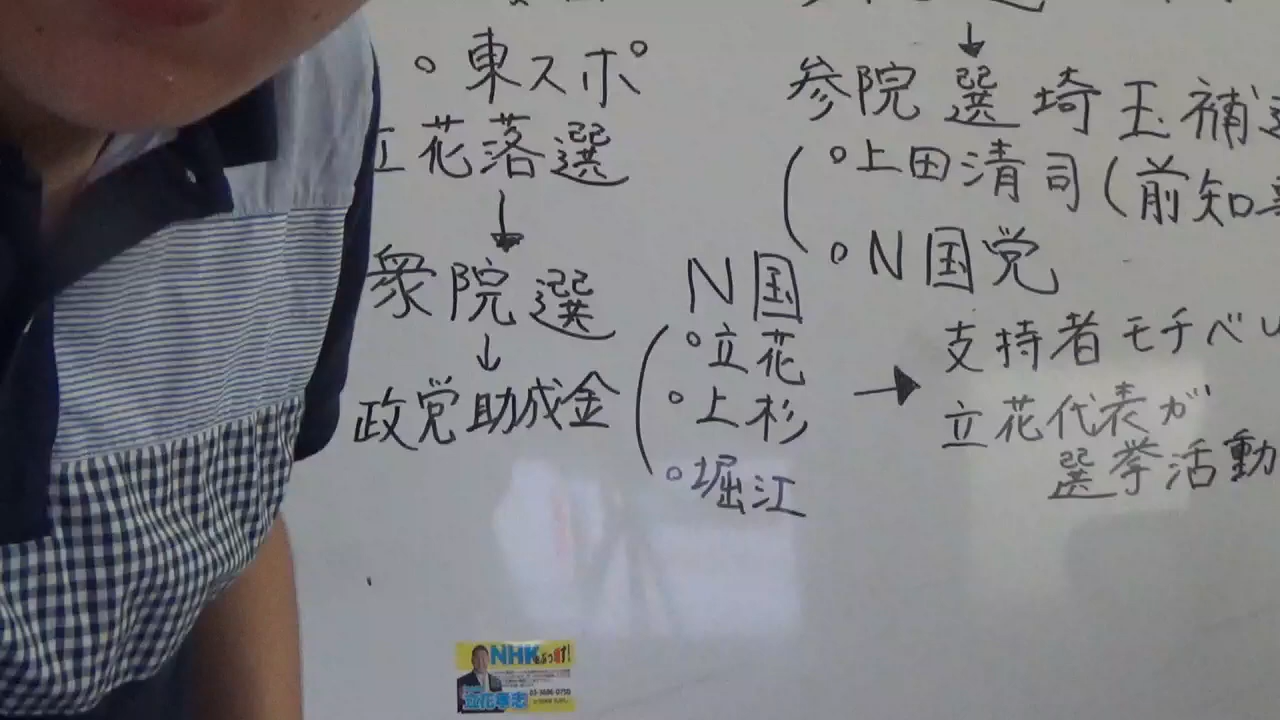 東スポ
立花落選
↓
衆院選
↓
政党助成金
N国
立花
上杉
堀江
→
↓
参院選 埼玉補選
上田清司(前知事
N国党
支持者モチベ
立花代表が
選挙活動
NHKをぶっ壊す!
立花孝志